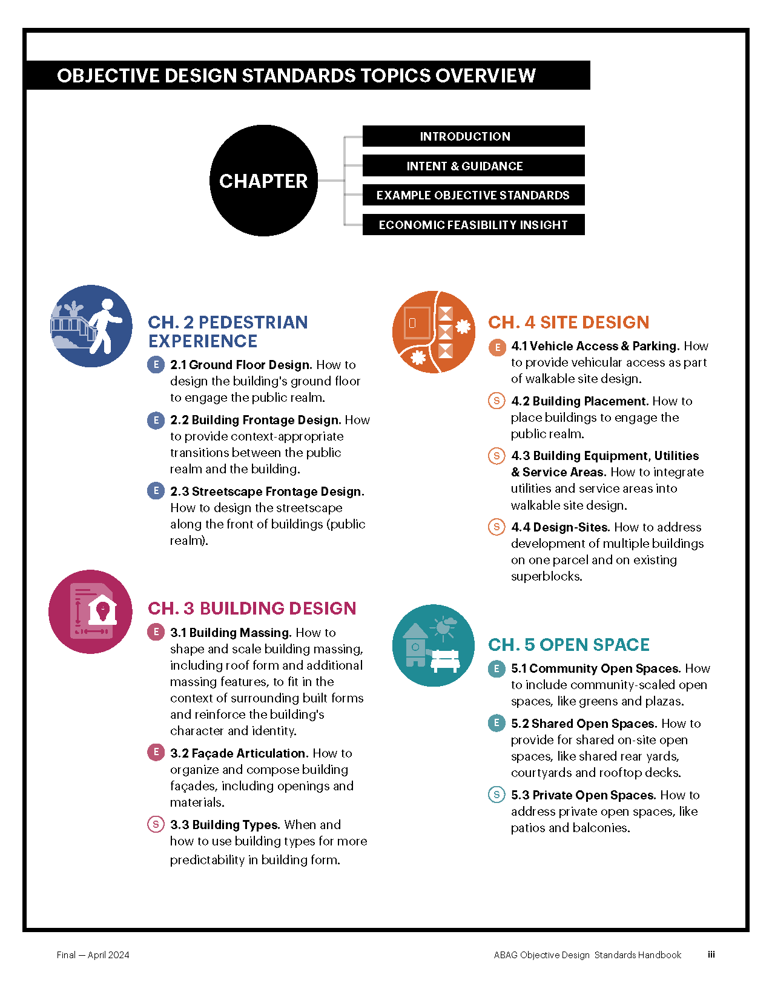 OBJECTIVE DESIGN STANDARDS TOPICS OVERVIEW
CHAPTER
INTRODUCTION
INTENT & GUIDANCE
EXAMPLE OBJECTIVE STANDARDS
ECONOMIC FEASIBILITY INSIGHT
CH. 2 PEDESTRIAN
EXPERIENCE
E 2.1 Ground Floor Design. How to
design the building's ground floor
to engage the public realm.
E 2.2 Building Frontage Design. How
to provide context-appropriate
transitions between the public
realm and the building.
E 2.3 Streetscape Frontage Design.
How to design the streetscape
along the front of buildings (public
realm).
CH. 3 BUILDING DESIGN
E 3.1 Building Massing. How to
shape and scale building massing,
including roof form and additional
massing features, to fit in the
context of surrounding built forms
and reinforce the building's
character and identity.
E 3.2 Façade Articulation. How to
organize and compose building
façades, including openings and
materials.
S 3.3 Building Types. When and
how to use building types for more
predictability in building form.
CH. 4 SITE DESIGN
E 4.1 Vehicle Access & Parking. How
to provide vehicular access as part
of walkable site design.
S 4.2 Building Placement. How to
place buildings to engage the
public realm.
S 4.3 Building Equipment, Utilities
& Service Areas. How to integrate
utilities and service areas into
walkable site design.
S 4.4 Design-Sites. How to address
development of multiple buildings
on one parcel and on existing
superblocks.
CH. 5 OPEN SPACE
E 5.1 Community Open Spaces. How
to include community-scaled open
spaces, like greens and plazas.
E 5.2 Shared Open Spaces. How to
provide for shared on-site open
spaces, like shared rear yards,
courtyards and rooftop decks.
S 5.3 Private Open Spaces. How to
address private open spaces, like
patios and balconies.
Final — April 2024
ABAG Objective Design Standards Handbook iii